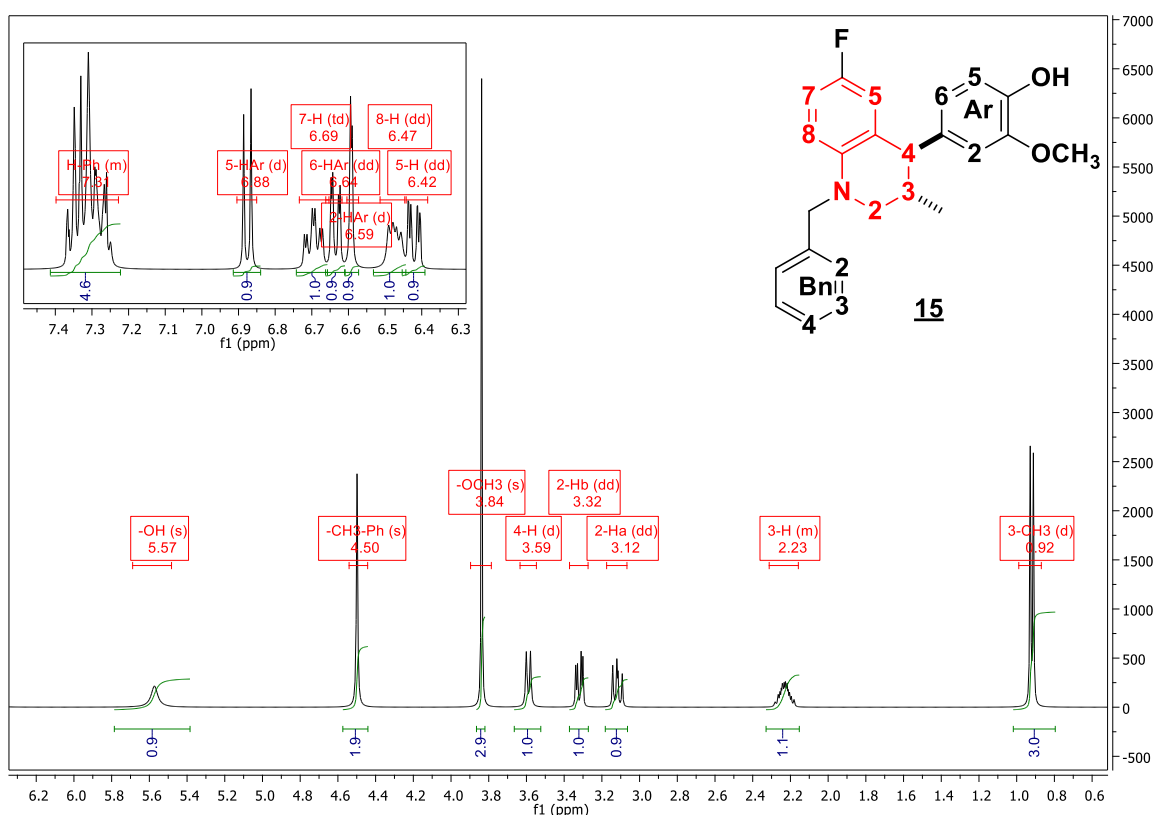 7-H (td)
6.69
8-H (dd)
6.47
H-Ph (m)
7.31
5-HAr (d)
6.88
6-HAr (dd)
6.64
5-H (dd)
6.42
2-HAr (d)
6.59
4.6
0.9
1.0
0.9
0.9
1.0
0.9
7.4 7.3 7.2 7.1 7.0 6.9 6.8 6.7 6.6 6.5 6.4 6.3
f1 (ppm)
F
7
5
8
4
N
3
2
6
5
OH
Ar
2
OCH3
2
Bn
3
4
15
-OCH3 (s)
3.84
2-Hb (dd)
3.32
-OH (s)
5.57
-CH3-Ph (s)
4.50
4-H (d)
3.59
2-Ha (dd)
3.12
3-H (m)
2.23
3-CH3 (d)
0.92
0.9
1.9
2.9
1.0
1.0
0.9
1.1
3.0
6.2 6.0 5.8 5.6 5.4 5.2 5.0 4.8 4.6 4.4 4.2 4.0 3.8 3.6 3.4 3.2 3.0 2.8 2.6 2.4 2.2 2.0 1.8 1.6 1.4 1.2 1.0 0.8 0.6
f1 (ppm)
7000
6500
6000
5500
5000
4500
4000
3500
3000
2500
2000
1500
1000
500
0
-500